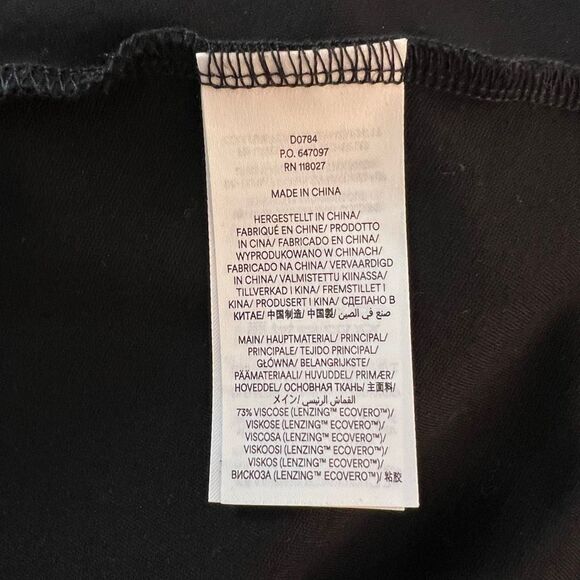 D0784
P.O. 647097
RN 118027
MADE IN CHINA
HERGESTELLT IN CHINA/
FABRIQUÉ EN CHINE/ PRODOTTO
IN CINA/ FABRICADO EN CHINA/
WYPRODUKOWANO W CHINACH/
FABRICADO NA CHINA/ VERVAARDIGD
IN CHINA/ VALMISTETTU KIINASSA/
TILLVERKAD I KINA/ FREMSTILLET I
KINA/ PRODUSERT I KINA/ СДЕЛАНО В
КИТАЕ/ 中国制造/ 中国製/ صنع في الصين/
MAIN/ HAUPTMATERIAL/ PRINCIPAL/
PRINCIPALE/ TEJIDO PRINCIPAL/
GŁÓWNA/ BELANGRIJKSTE/
PÄÄMATERIAALI/ HUVUDDEL/ PRIMÆR/
HOVEDDEL/ ОСНОВНАЯ ТКАНЬ/ 主面料/
メイン/ القماش الرئيسي/
73% VISCOSE (LENZING™ ECOVERO™)/
VISKOSE (LENZING™ ECOVERO™)/
VISCOSA (LENZING™ ECOVERO™)/
VISKOOSI (LENZING™ ECOVERO™)/
VISKOS (LENZING™ ECOVERO™)/
ВИСКОЗА (LENZING™ ECOVERO™)/ 粘胶